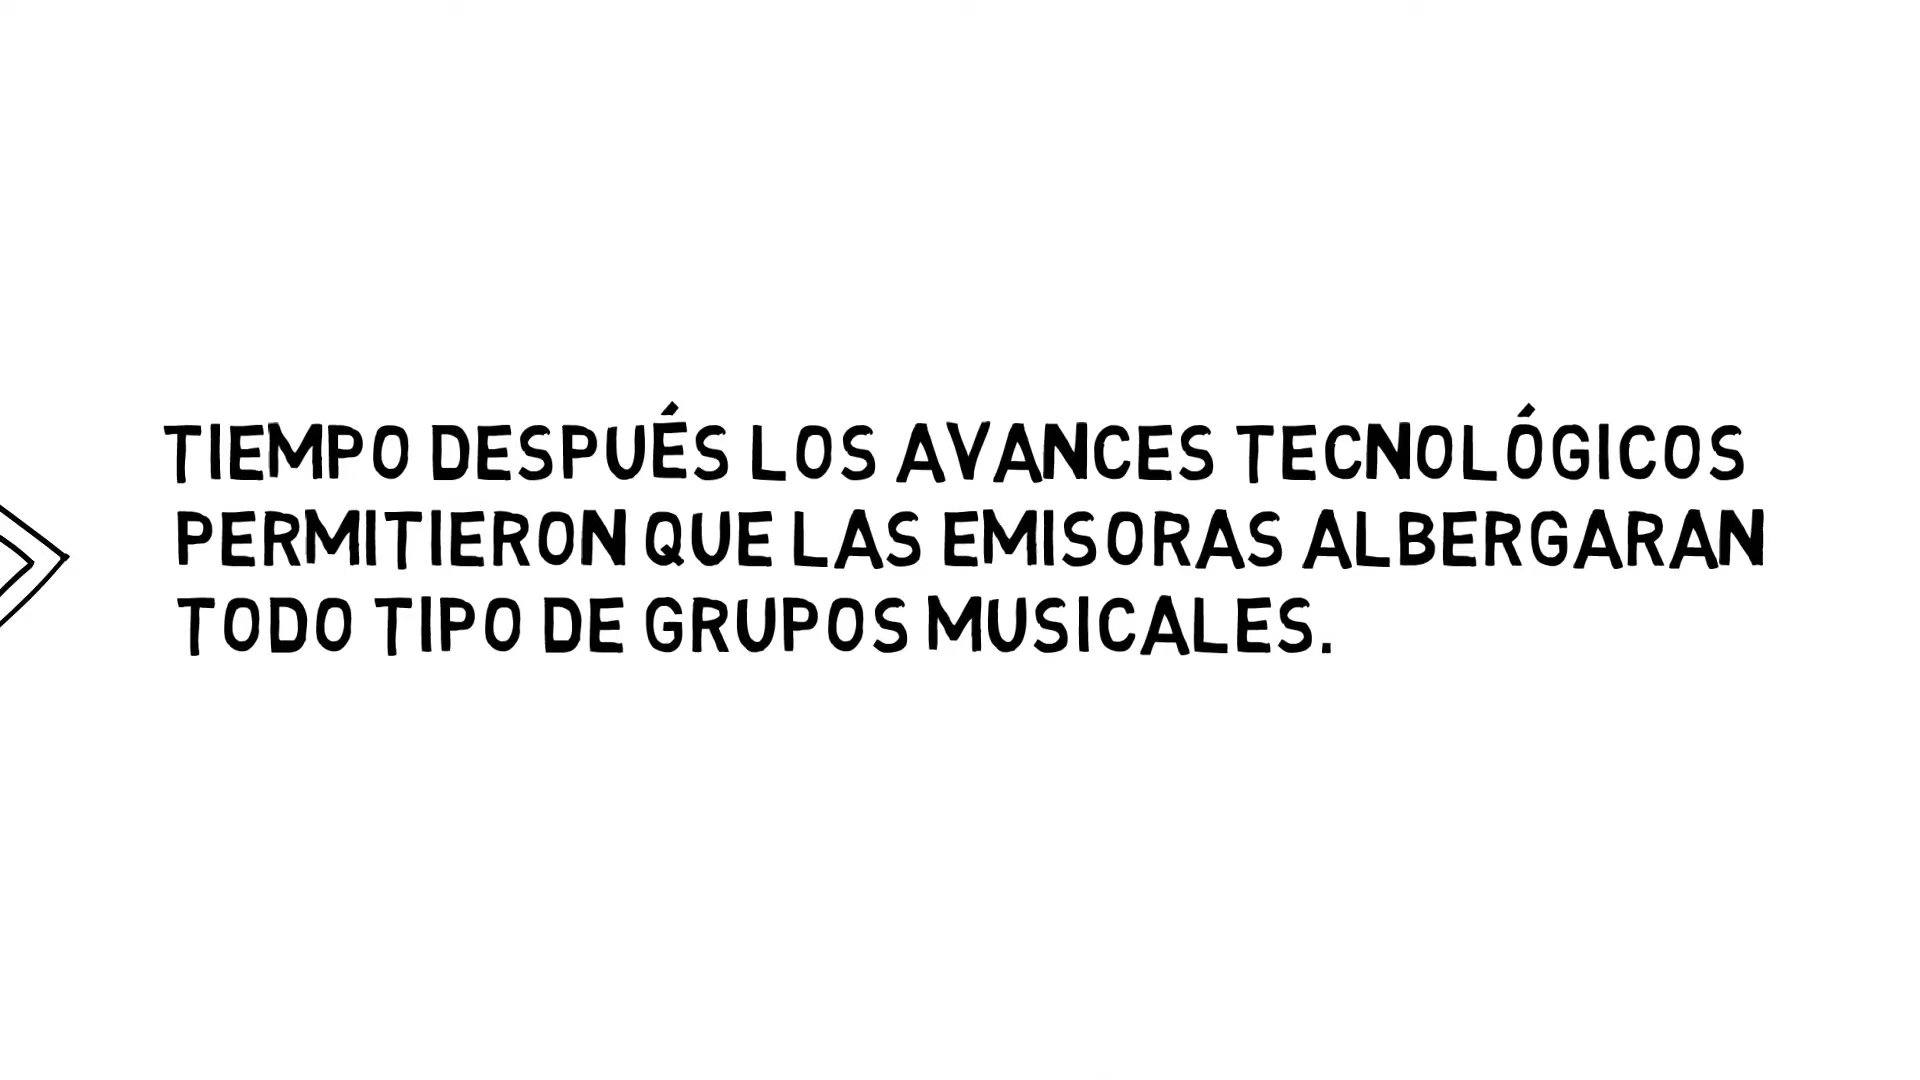 TIEMPO DESPUÉS LOS AVANCES TECNOLÓGICOS
PERMITIERON QUE LAS EMISORAS ALBERGARAN
TODO TIPO DE GRUPOS MUSICALES.